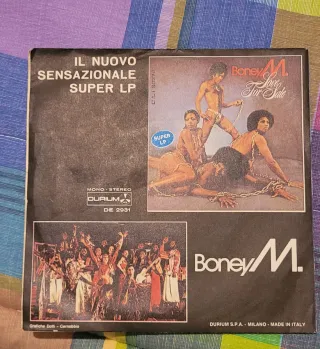 IL NUOVO
SENSAZIONALE
SUPER LP
Boney M.
Love
For Sale
SUPER
LP
MONO - STEREO
DURIUM
DE 2931
Boney M.
DURIUM S.P.A. - MILANO - MADE IN ITALY